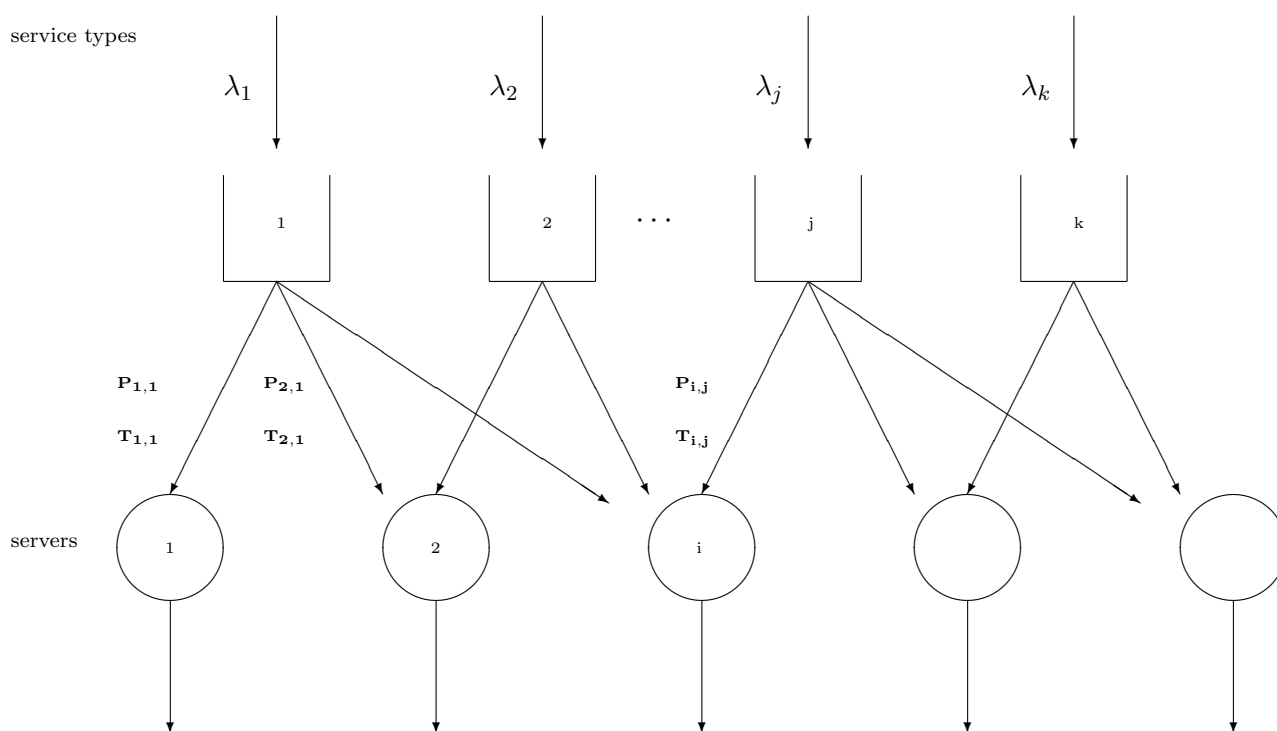 service types
λ₁ λ₂ λⱼ λₖ
1 2 ... j k
P₁,₁ P₂,₁ Pᵢ,ⱼ
T₁,₁ T₂,₁ Tᵢ,ⱼ
servers 1 2 i